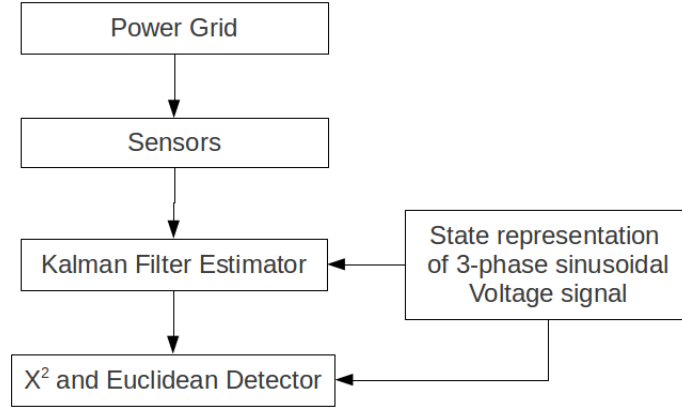 Power Grid
Sensors
Kalman Filter Estimator
State representation
of 3-phase sinusoidal
Voltage signal
X² and Euclidean Detector